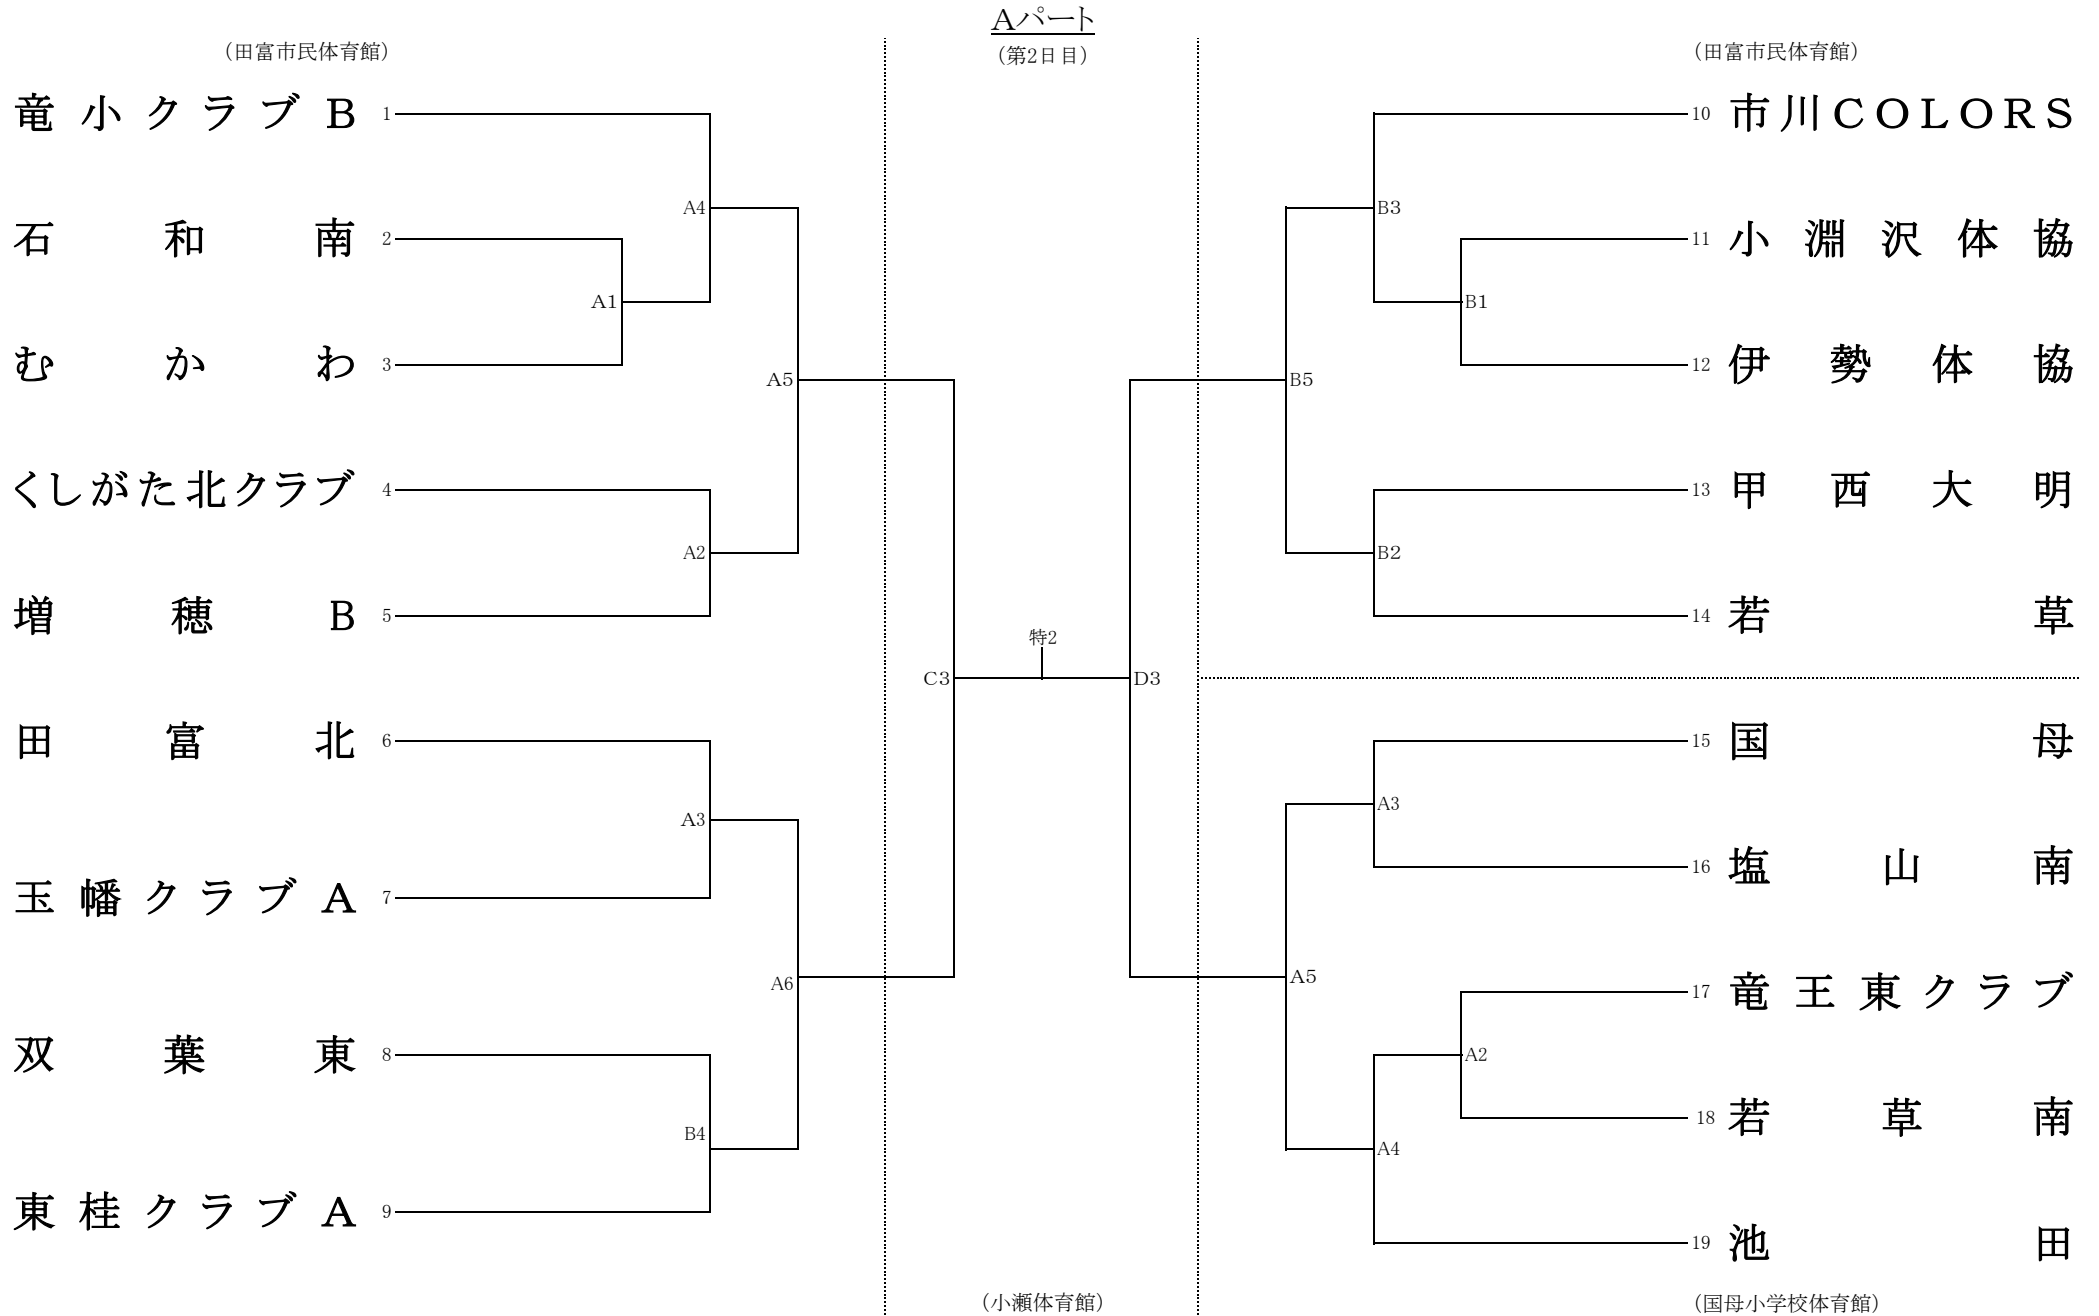 Aパート
（第2日目）
（田富市民体育館）
竜小クラブB 1
石和南 2
むかわ 3
くしがた北クラブ 4
増穂B 5
田富北 6
玉幡クラブA 7
双葉東 8
東桂クラブA 9
A4
A1
A5
A2
A3
A6
B4
C3
特2
D3
（小瀬体育館）
（田富市民体育館）
10 市川COLORS
11 小淵沢体協
12 伊勢体協
13 甲西大明
14 若草
15 国母
16 塩山南
17 竜王東クラブ
18 若草南
19 池田
B3
B1
B5
B2
A3
A5
A2
A4
（国母小学校体育館）